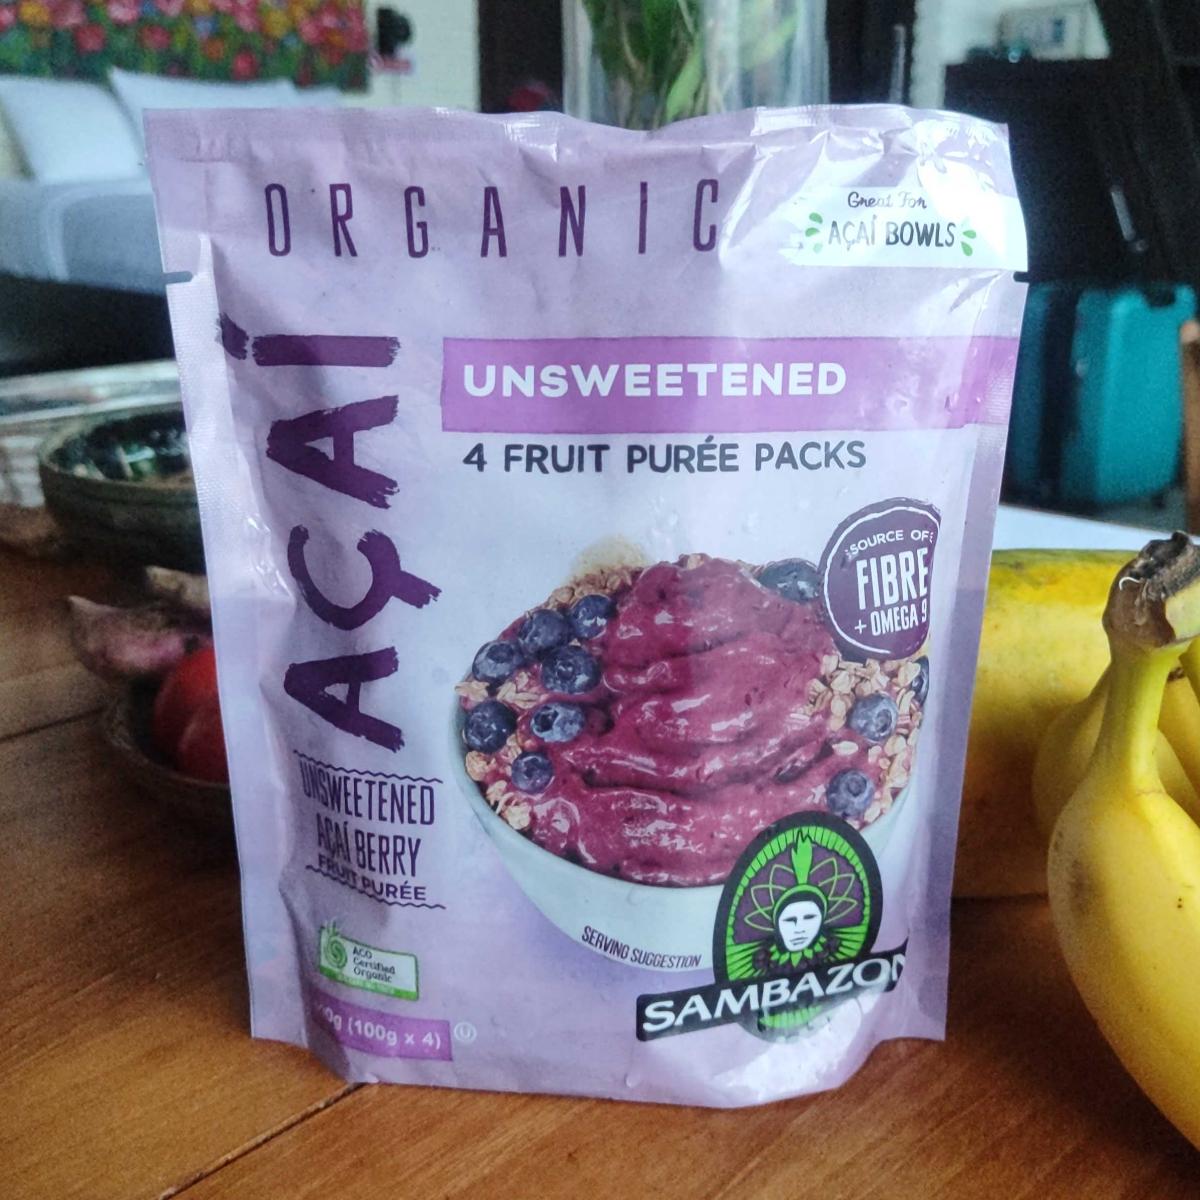 ORGANIC
Great For
AÇAÍ BOWLS
AÇAÍ
UNSWEETENED
4 FRUIT PURÉE PACKS
SOURCE OF
FIBRE
+ OMEGA 9
UNSWEETENED
AÇAÍ BERRY
FRUIT PURÉE
SERVING SUGGESTION
ACO
Certified
Organic
SAMBAZON
(100g x 4)
U